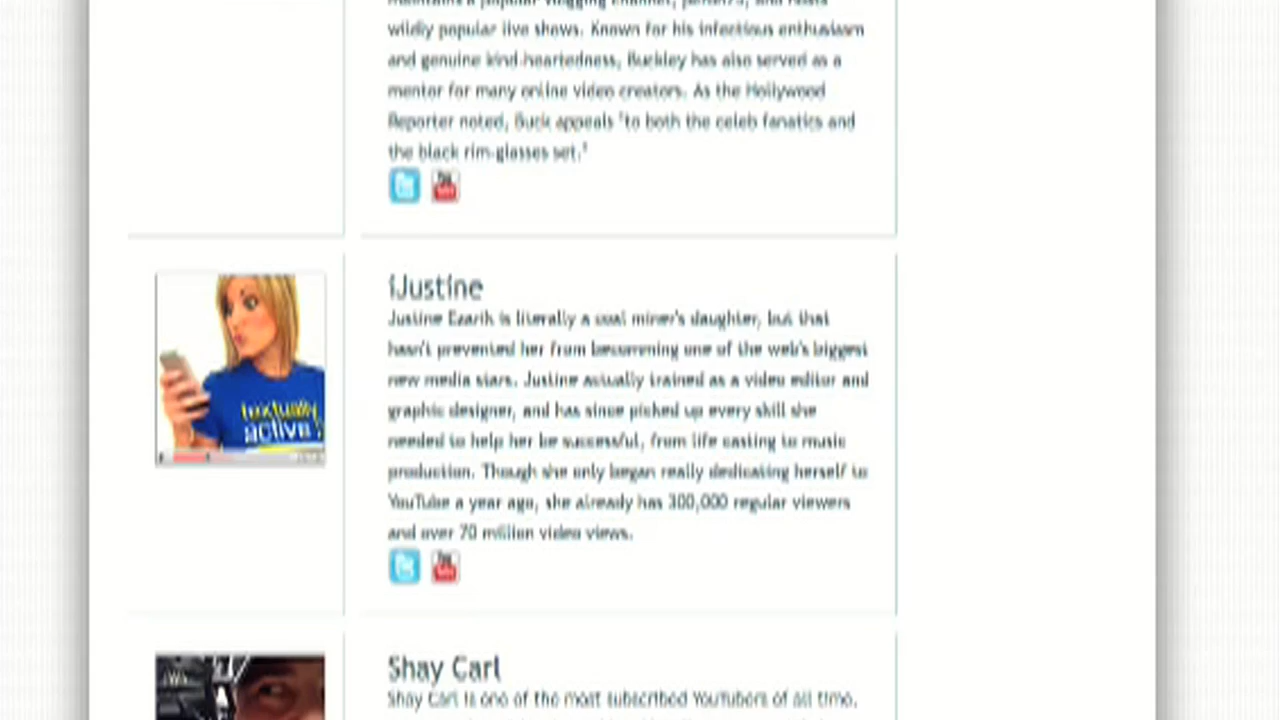 wildly popular live shows. Known for his infectious enthusiasm
and genuine kind-heartedness, Buckley has also served as a
mentor for many online video creators. As the Hollywood
Reporter noted, Buck appeals "to both the celeb fanatics and
the black rim-glasses set."
iJustine
Justine Ezarik is literally a coal miner's daughter, but that
hasn't prevented her from becomming one of the web's biggest
new media stars. Justine actually trained as a video editor and
graphic designer, and has since picked up every skill she
needed to help her be successful, from life casting to music
production. Though she only began really dedicating herself to
YouTube a year ago, she already has 300,000 regular viewers
and over 70 million video views.
textually
active
Shay Carl
Shay Carl is one of the most subscribed YouTubers of all time.